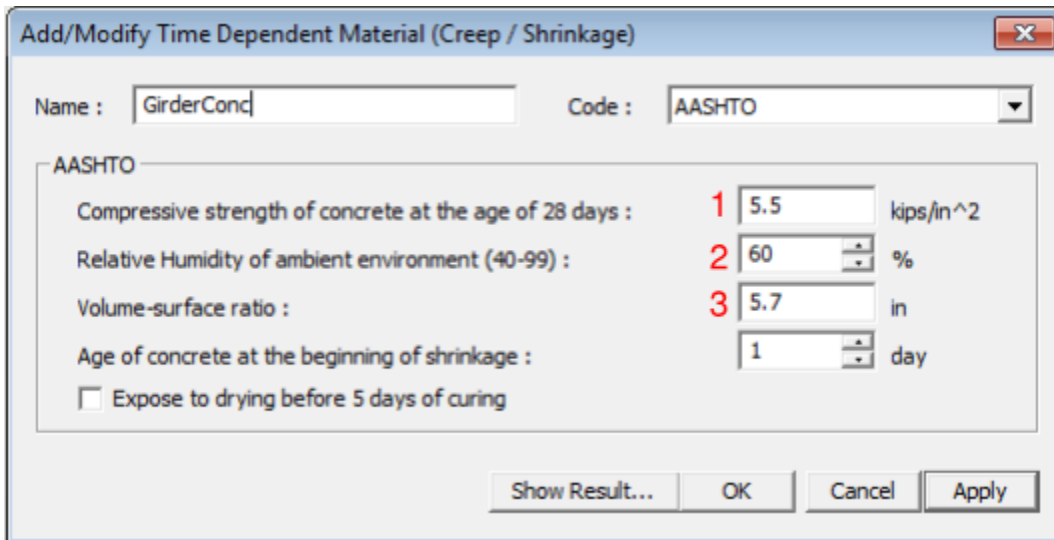 Add/Modify Time Dependent Material (Creep / Shrinkage)
Name : GirderConc Code : AASHTO
AASHTO
Compressive strength of concrete at the age of 28 days : 1 5.5 kips/in^2
Relative Humidity of ambient environment (40-99) : 2 60 %
Volume-surface ratio : 3 5.7 in
Age of concrete at the beginning of shrinkage : 1 day
Expose to drying before 5 days of curing
Show Result... OK Cancel Apply